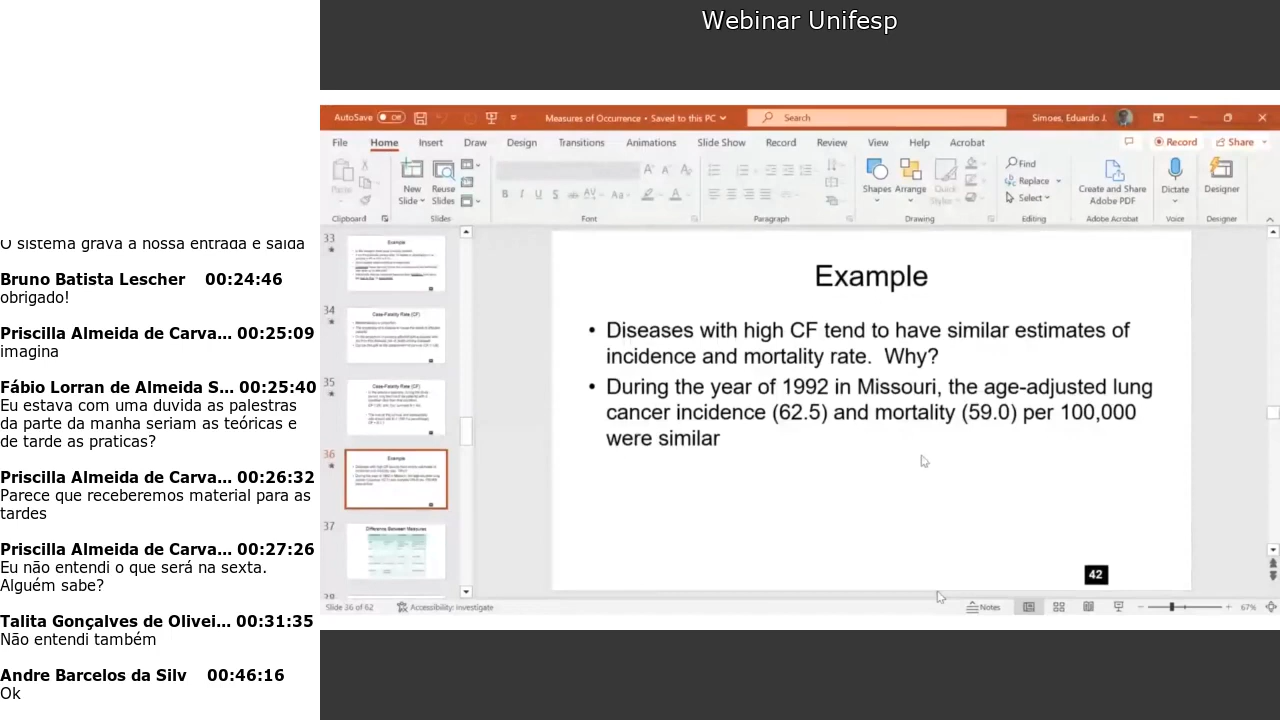 Webinar Unifesp
O sistema grava a nossa entrada e saída
Bruno Batista Lescher 00:24:46
obrigado!
Priscilla Almeida de Carva... 00:25:09
imagina
Fábio Lorran de Almeida S... 00:25:40
Eu estava com uma duvida as palestras
da parte da manha seriam as teóricas e
de tarde as praticas?
Priscilla Almeida de Carva... 00:26:32
Parece que receberemos material para as
tardes
Priscilla Almeida de Carva... 00:27:26
Eu não entendi o que será na sexta.
Alguém sabe?
Talita Gonçalves de Olivei... 00:31:35
Não entendi também
Andre Barcelos da Silv 00:46:16
Ok
AutoSave Off
Measures of Occurrence • Saved to this PC
Search
Simoes, Eduardo J.
File Home Insert Draw Design Transitions Animations Slide Show Record Review View Help Acrobat
Record Share
Paste
New
Slide
Reuse
Slides
B I U S ab AV Aa A
Shapes Arrange Quick
Styles
Find
Replace
Select
Create and Share
Adobe PDF
Dictate
Designer
Clipboard Slides Font Paragraph Drawing Editing Adobe Acrobat Voice Designer
33
Example
34
Case-Fatality Rate (CF)
35
Case-Fatality Rate (CF)
36
Example
37
Difference Between Measures
38
Example
• Diseases with high CF tend to have similar estimates of
incidence and mortality rate. Why?
• During the year of 1992 in Missouri, the age-adjusted lung
cancer incidence (62.5) and mortality (59.0) per 100,000
were similar
42
Slide 36 of 62
Accessibility: Investigate
Notes
67%